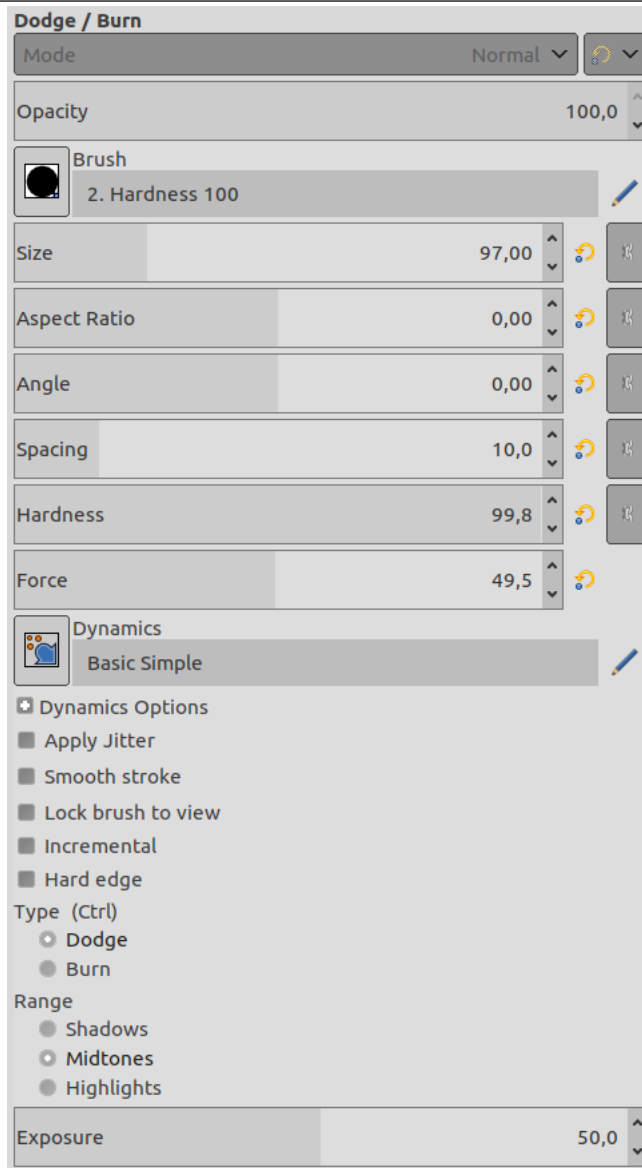 Dodge / Burn
Mode Normal
Opacity 100,0
Brush
2. Hardness 100
Size 97,00
Aspect Ratio 0,00
Angle 0,00
Spacing 10,0
Hardness 99,8
Force 49,5
Dynamics
Basic Simple
Dynamics Options
Apply Jitter
Smooth stroke
Lock brush to view
Incremental
Hard edge
Type (Ctrl)
Dodge
Burn
Range
Shadows
Midtones
Highlights
Exposure 50,0